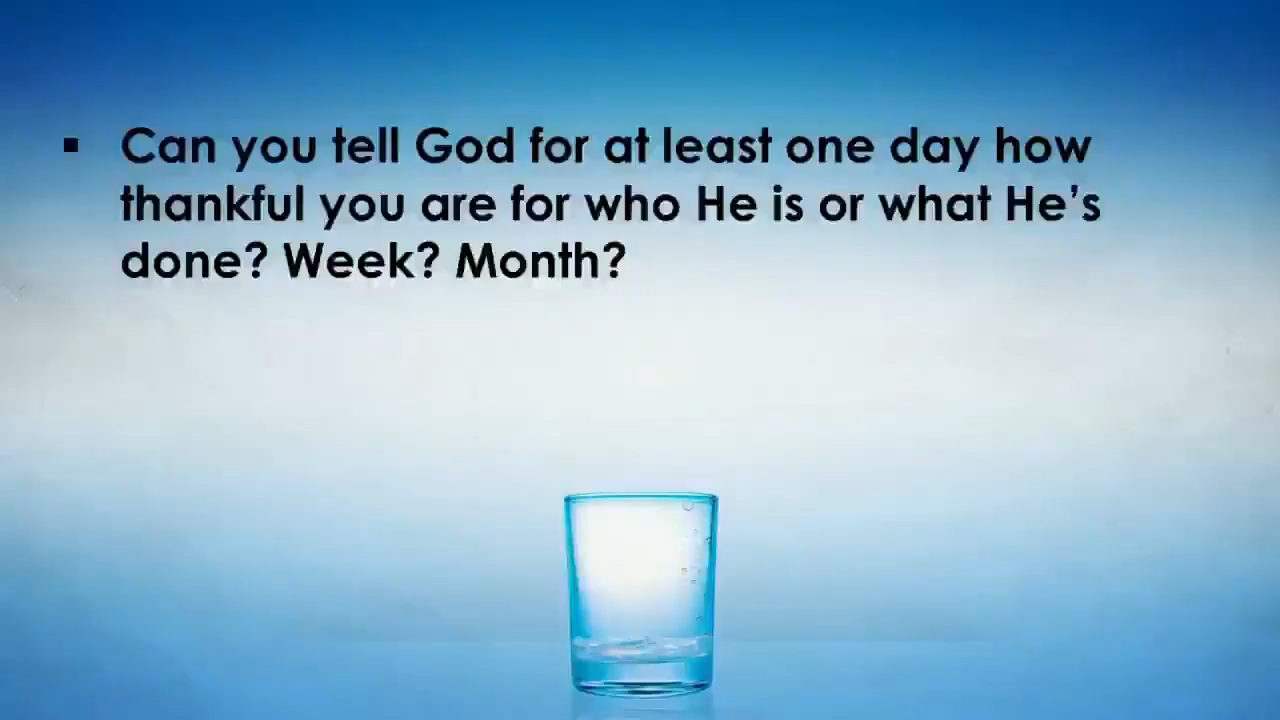 ▪ Can you tell God for at least one day how
thankful you are for who He is or what He’s
done? Week? Month?